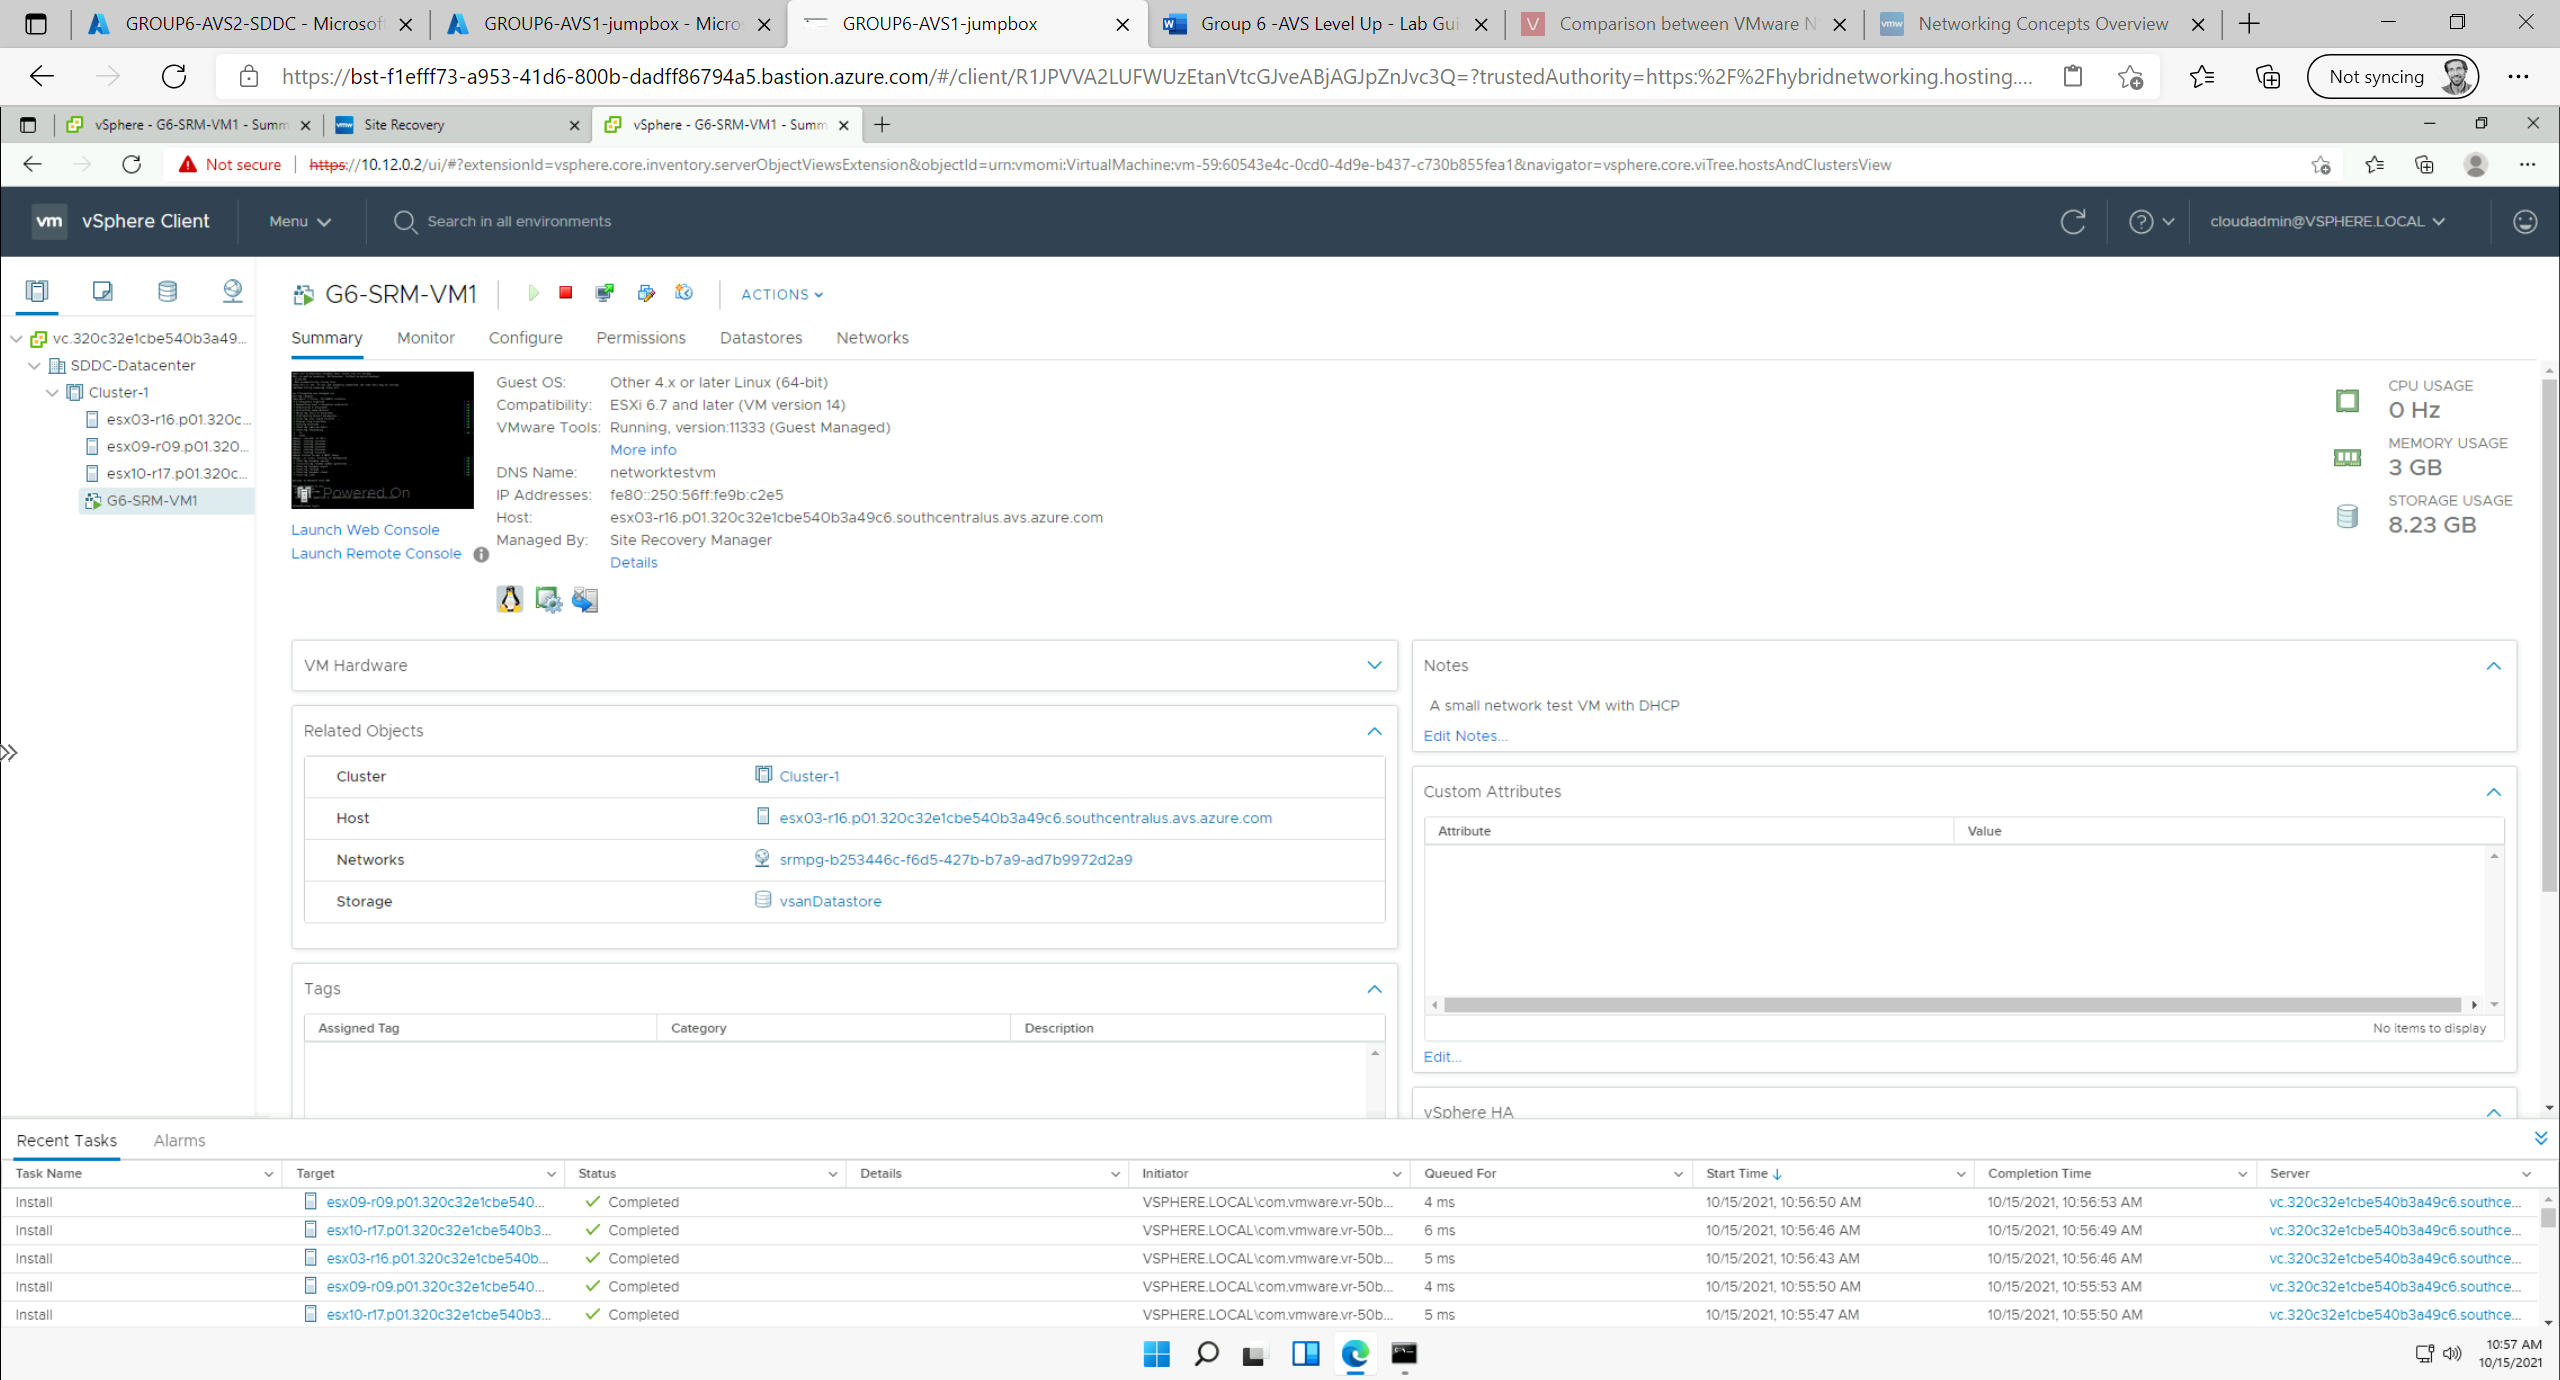 GROUP6-AVS2-SDDC - Microsoft
GROUP6-AVS1-jumpbox - Micros
GROUP6-AVS1-jumpbox
Group 6 -AVS Level Up - Lab Gui
Comparison between VMware N
Networking Concepts Overview
https://bst-f1efff73-a953-41d6-800b-dadff86794a5.bastion.azure.com/#/client/R1JPVVA2LUFWUzEtanVtcGJveABjAGJpZnJvc3Q=?trustedAuthority=https:%2F%2Fhybridnetworking.hosting....
Not syncing
vSphere - G6-SRM-VM1 - Summ
Site Recovery
vSphere - G6-SRM-VM1 - Summ
Not secure
https://10.12.0.2/ui/#?extensionId=vsphere.core.inventory.serverObjectViewsExtension&objectId=urn:vmomi:VirtualMachine:vm-59:60543e4c-0cd0-4d9e-b437-c730b855fea1&navigator=vsphere.core.viTree.hostsAndClustersView
vm vSphere Client
Menu
Search in all environments
cloudadmin@VSPHERE.LOCAL
vc.320c32e1cbe540b3a49...
SDDC-Datacenter
Cluster-1
esx03-r16.p01.320c...
esx09-r09.p01.320...
esx10-r17.p01.320c...
G6-SRM-VM1
G6-SRM-VM1
ACTIONS
Summary Monitor Configure Permissions Datastores Networks
Powered On
Launch Web Console
Launch Remote Console
Guest OS: Other 4.x or later Linux (64-bit)
Compatibility: ESXi 6.7 and later (VM version 14)
VMware Tools: Running, version:11333 (Guest Managed)
More info
DNS Name: networktestvm
IP Addresses: fe80::250:56ff:fe9b:c2e5
Host: esx03-r16.p01.320c32e1cbe540b3a49c6.southcentralus.avs.azure.com
Managed By: Site Recovery Manager
Details
CPU USAGE
0 Hz
MEMORY USAGE
3 GB
STORAGE USAGE
8.23 GB
VM Hardware
Related Objects
Cluster Cluster-1
Host esx03-r16.p01.320c32e1cbe540b3a49c6.southcentralus.avs.azure.com
Networks srmpg-b253446c-f6d5-427b-b7a9-ad7b9972d2a9
Storage vsanDatastore
Tags
Assigned Tag Category Description
Notes
A small network test VM with DHCP
Edit Notes...
Custom Attributes
Attribute Value
No items to display
Edit...
vSphere HA
Recent Tasks Alarms
Task Name Target Status Details Initiator Queued For Start Time Completion Time Server
Install esx09-r09.p01.320c32e1cbe540... Completed VSPHERE.LOCAL\com.vmware.vr-50b... 4 ms 10/15/2021, 10:56:50 AM 10/15/2021, 10:56:53 AM vc.320c32e1cbe540b3a49c6.southce...
Install esx10-r17.p01.320c32e1cbe540b3... Completed VSPHERE.LOCAL\com.vmware.vr-50b... 6 ms 10/15/2021, 10:56:46 AM 10/15/2021, 10:56:49 AM vc.320c32e1cbe540b3a49c6.southce...
Install esx03-r16.p01.320c32e1cbe540b... Completed VSPHERE.LOCAL\com.vmware.vr-50b... 5 ms 10/15/2021, 10:56:43 AM 10/15/2021, 10:56:46 AM vc.320c32e1cbe540b3a49c6.southce...
Install esx09-r09.p01.320c32e1cbe540... Completed VSPHERE.LOCAL\com.vmware.vr-50b... 4 ms 10/15/2021, 10:55:50 AM 10/15/2021, 10:55:53 AM vc.320c32e1cbe540b3a49c6.southce...
Install esx10-r17.p01.320c32e1cbe540b3... Completed VSPHERE.LOCAL\com.vmware.vr-50b... 5 ms 10/15/2021, 10:55:47 AM 10/15/2021, 10:55:50 AM vc.320c32e1cbe540b3a49c6.southce...
10:57 AM
10/15/2021